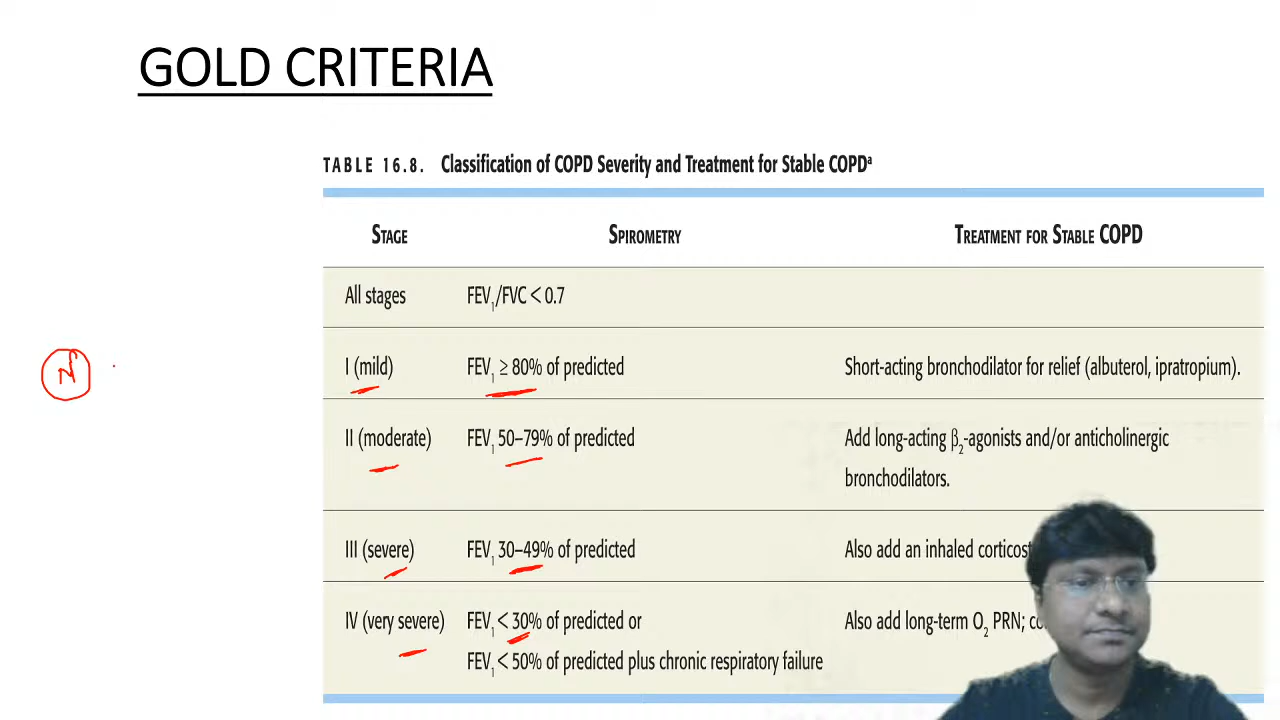 GOLD CRITERIA
TABLE 16.8. Classification of COPD Severity and Treatment for Stable COPDᵃ
STAGE SPIROMETRY TREATMENT FOR STABLE COPD
All stages FEV₁/FVC < 0.7
I (mild) FEV₁ ≥ 80% of predicted Short-acting bronchodilator for relief (albuterol, ipratropium).
II (moderate) FEV₁ 50–79% of predicted Add long-acting β₂-agonists and/or anticholinergic
bronchodilators.
III (severe) FEV₁ 30–49% of predicted Also add an inhaled
IV (very severe) FEV₁ < 30% of predicted or Also add long-term O₂ PRN;
FEV₁ < 50% of predicted plus chronic respiratory failure